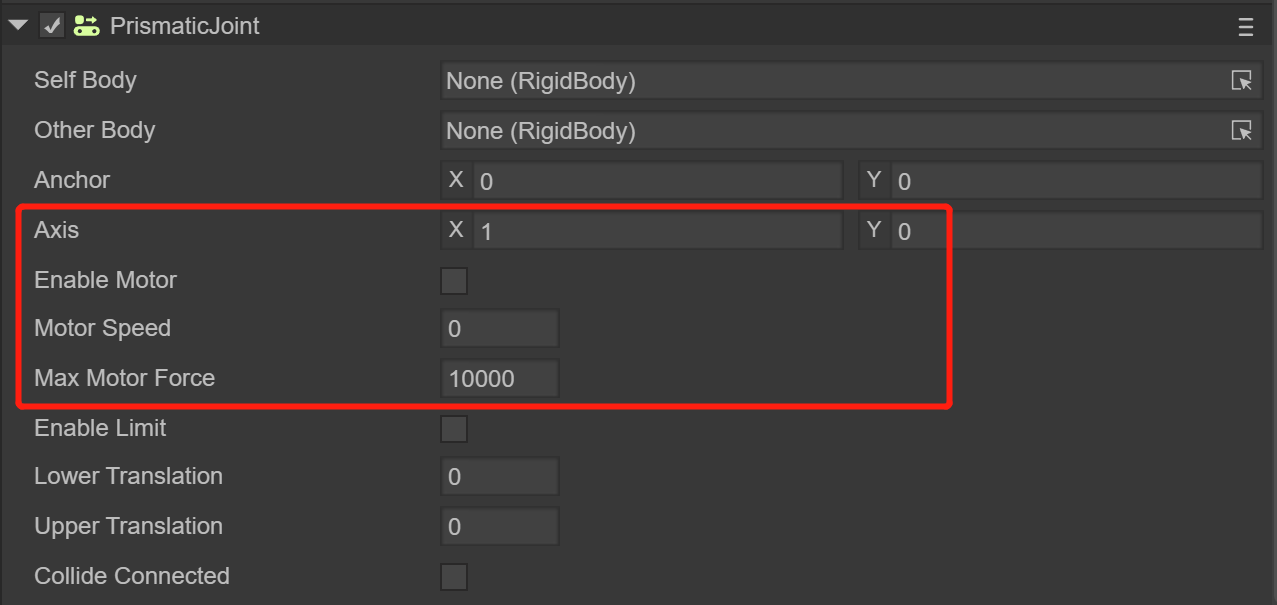 PrismaticJoint
Self Body None (RigidBody)
Other Body None (RigidBody)
Anchor X 0 Y 0
Axis X 1 Y 0
Enable Motor
Motor Speed 0
Max Motor Force 10000
Enable Limit
Lower Translation 0
Upper Translation 0
Collide Connected